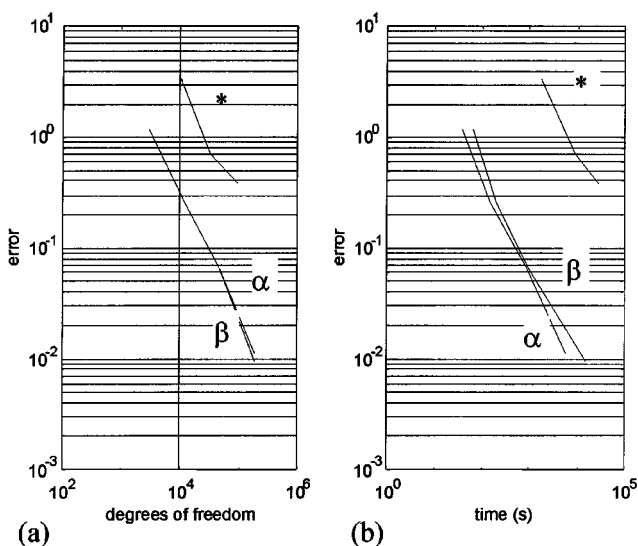 10^1
10^0
10^-1
10^-2
10^-3
error
*
α
β
10^2
10^4
10^6
degrees of freedom
(a)
10^1
10^0
10^-1
10^-2
10^-3
error
*
β
α
10^0
10^5
time (s)
(b)